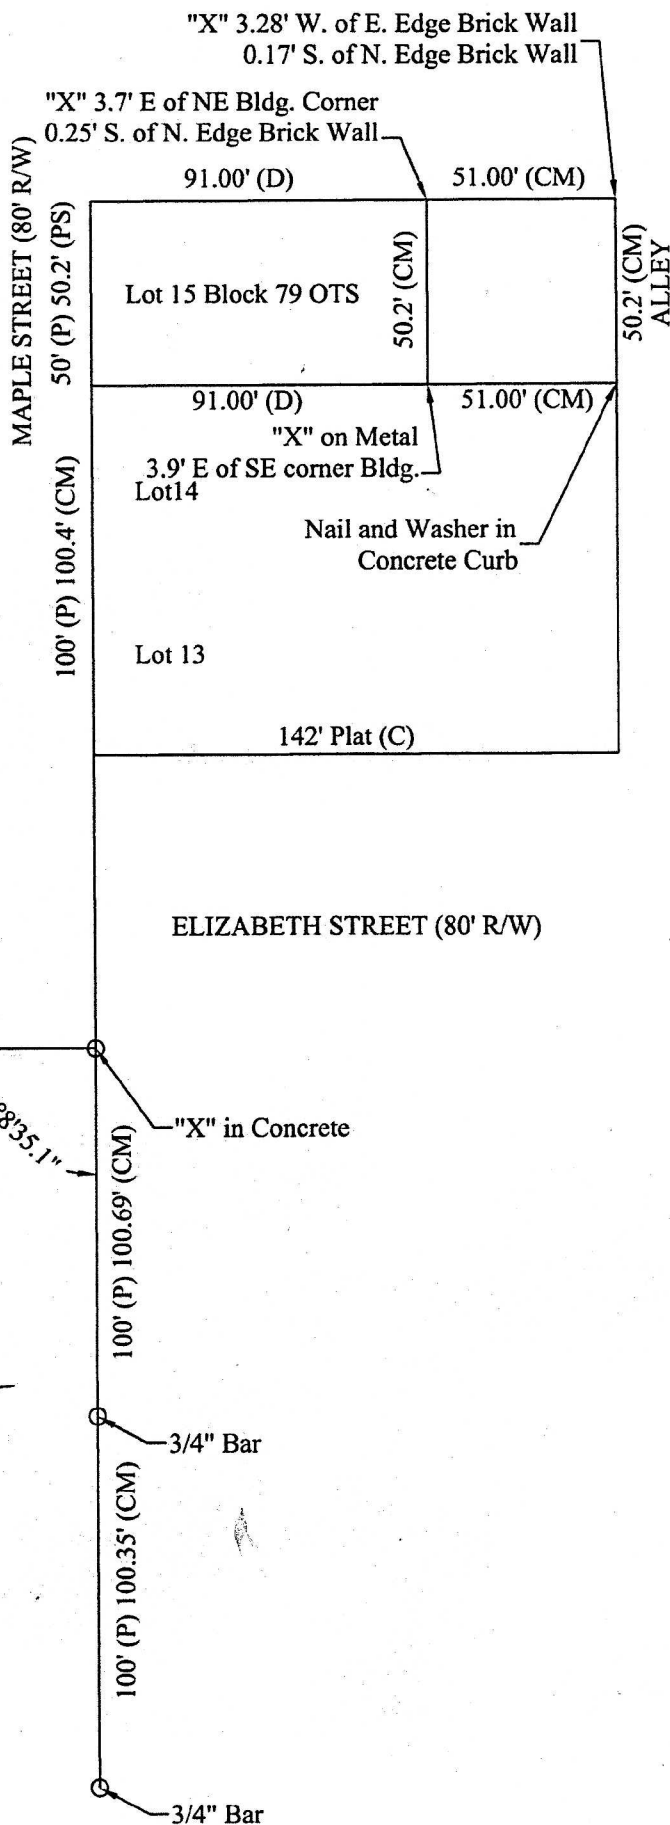 "X" 3.28' W. of E. Edge Brick Wall
0.17' S. of N. Edge Brick Wall
"X" 3.7' E of NE Bldg. Corner
0.25' S. of N. Edge Brick Wall
91.00' (D)
51.00' (CM)
MAPLE STREET (80' R/W)
50' (P) 50.2' (PS)
Lot 15 Block 79 OTS
50.2' (CM)
50.2' (CM)
ALLEY
91.00' (D)
51.00' (CM)
"X" on Metal
3.9' E of SE corner Bldg.
Lot14
100' (P) 100.4' (CM)
Nail and Washer in
Concrete Curb
Lot 13
142' Plat (C)
ELIZABETH STREET (80' R/W)
"X" in Concrete
8'35.1"
100' (P) 100.69' (CM)
3/4" Bar
100' (P) 100.35' (CM)
3/4" Bar